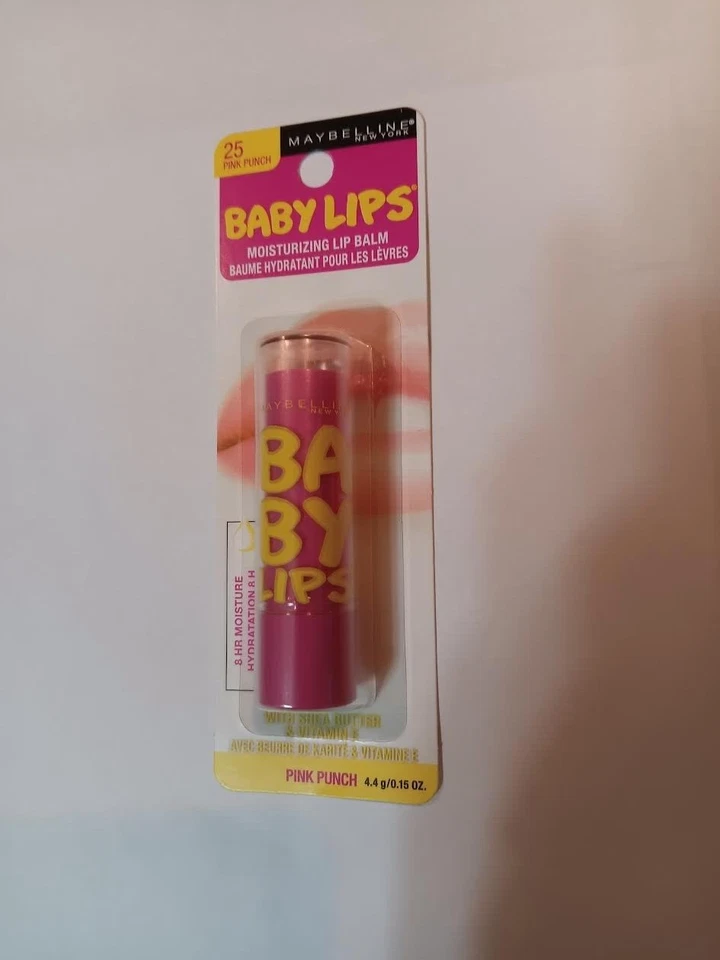 25
PINK PUNCH
MAYBELLINE®
NEW YORK
BABY LIPS®
MOISTURIZING LIP BALM
BAUME HYDRATANT POUR LES LÈVRES
AYBELLI
NEW Y
BA
BY
LIPS
8 HR MOISTURE
HYDRATATION 8 H
WITH SHEA BUTTER
& VITAMIN E
AVEC BEURRE DE KARITÉ & VITAMINE E
PINK PUNCH 4.4 g/0.15 OZ.